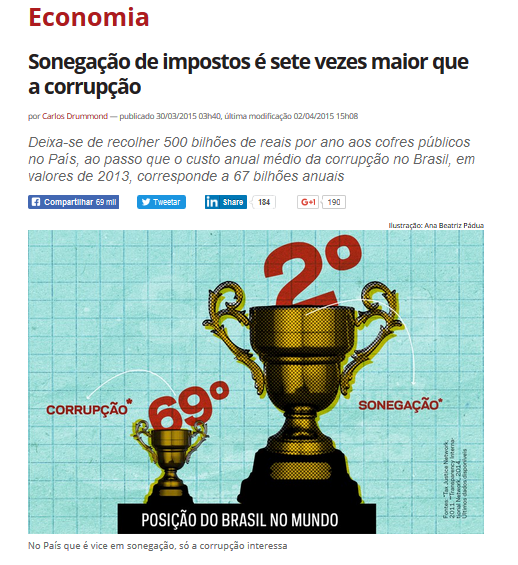 Economia
Sonegação de impostos é sete vezes maior que
a corrupção
por Carlos Drummond — publicado 30/03/2015 03h40, última modificação 02/04/2015 15h08
Deixa-se de recolher 500 bilhões de reais por ano aos cofres públicos
no País, ao passo que o custo anual médio da corrupção no Brasil, em
valores de 2013, corresponde a 67 bilhões anuais
Compartilhar 69 mil
Tweetar
in Share
184
G+1
190
Ilustração: Ana Beatriz Pádua
2º
CORRUPÇÃO*
69º
SONEGAÇÃO*
Fontes: *Tax Justice Network,
2011. **Transparency Interna-
tional Network, 2014.
Últimos dados disponíveis
POSIÇÃO DO BRASIL NO MUNDO
No País que é vice em sonegação, só a corrupção interessa